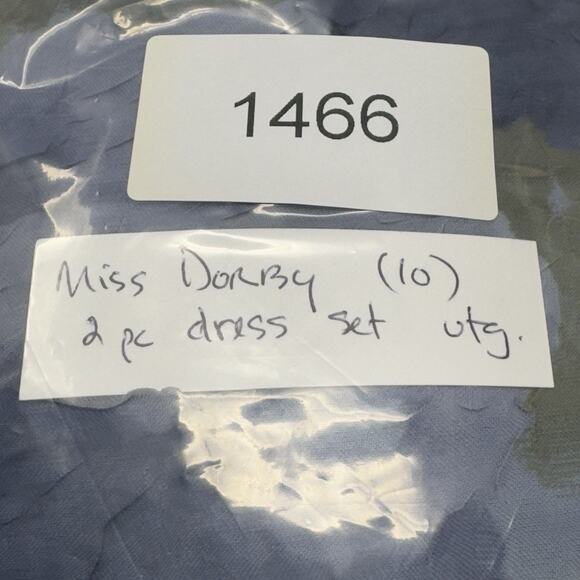 1466
Miss Dorby (10)
2 pc dress set vtg.